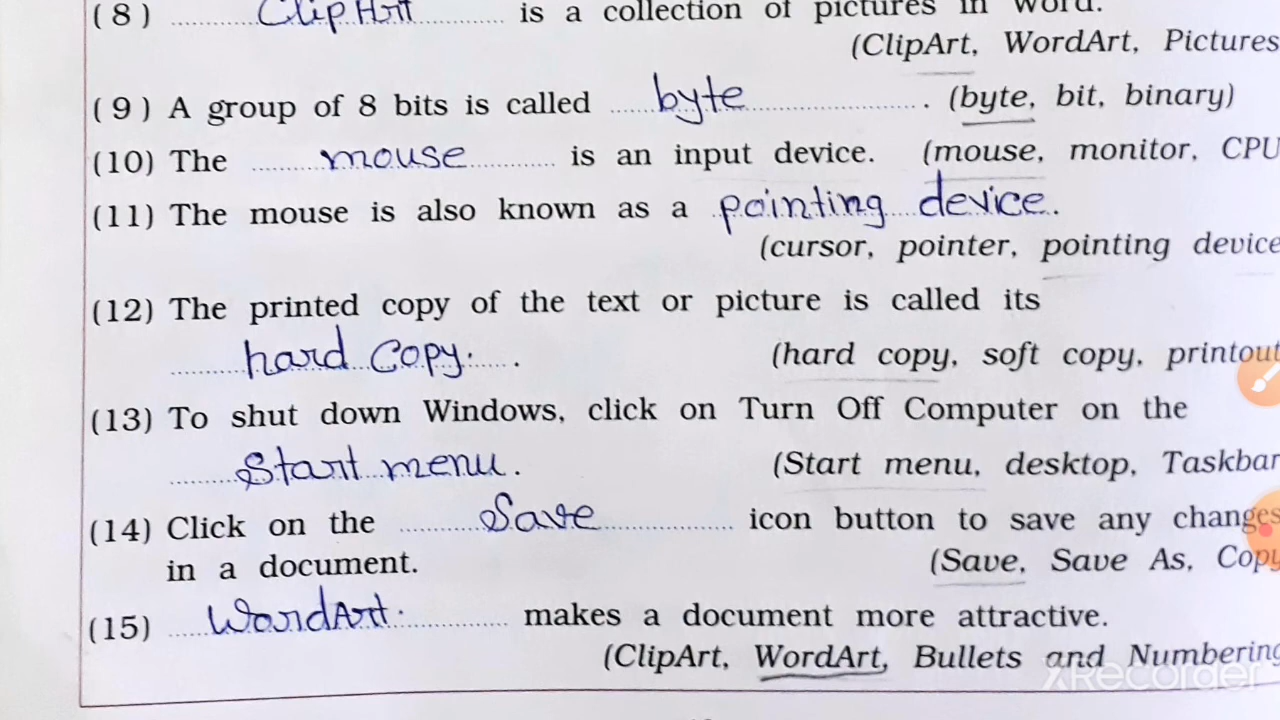 (8) ClipArt is a collection of pictures in Word.
(ClipArt, WordArt, Pictures
(9) A group of 8 bits is called byte. (byte, bit, binary)
(10) The mouse is an input device. (mouse, monitor, CPU
(11) The mouse is also known as a pointing device.
(cursor, pointer, pointing device
(12) The printed copy of the text or picture is called its
hard copy. (hard copy, soft copy, printout
(13) To shut down Windows, click on Turn Off Computer on the
Start menu. (Start menu, desktop, Taskbar
(14) Click on the Save icon button to save any changes
in a document. (Save, Save As, Copy
(15) WordArt. makes a document more attractive.
(ClipArt, WordArt, Bullets and Numbering
XRecorder